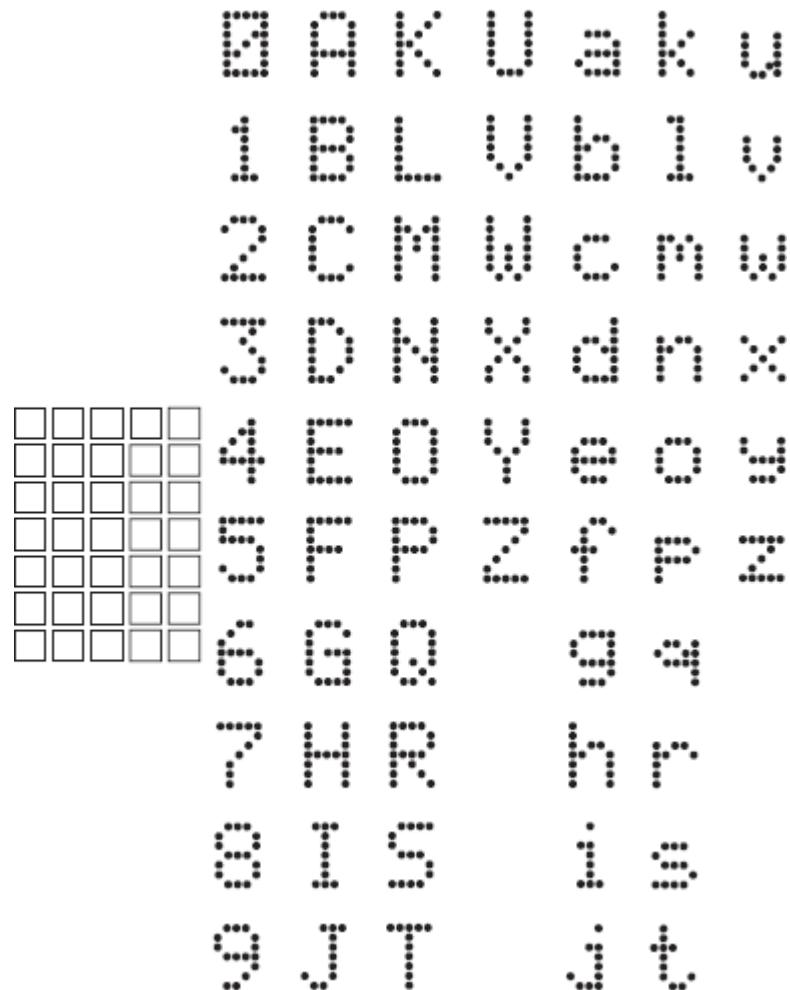 0 A K U a k u
1 B L V b l v
2 C M W c m w
3 D N X d n x
4 E O Y e o y
5 F P Z f p z
6 G Q g q
7 H R h r
8 I S i s
9 J T j t